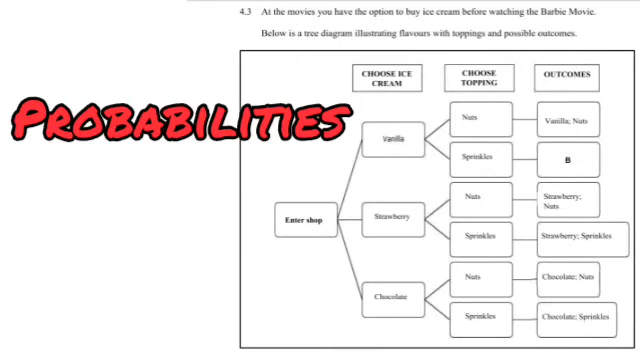 4.3 At the movies you have the option to buy ice cream before watching the Barbie Movie.
Below is a tree diagram illustrating flavours with toppings and possible outcomes.
PROBABILITIES
CHOOSE ICE
CREAM
CHOOSE
TOPPING
OUTCOMES
Enter shop
Vanilla
Nuts
Vanilla; Nuts
Sprinkles
B
Strawberry
Nuts
Strawberry;
Nuts
Sprinkles
Strawberry; Sprinkles
Chocolate
Nuts
Chocolate; Nuts
Sprinkles
Chocolate; Sprinkles